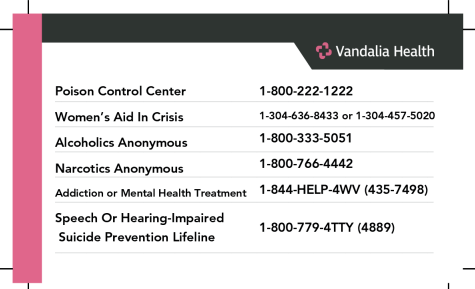 Vandalia Health
Poison Control Center 1-800-222-1222
Women's Aid In Crisis 1-304-636-8433 or 1-304-457-5020
Alcoholics Anonymous 1-800-333-5051
Narcotics Anonymous 1-800-766-4442
Addiction or Mental Health Treatment 1-844-HELP-4WV (435-7498)
Speech Or Hearing-Impaired
Suicide Prevention Lifeline 1-800-779-4TTY (4889)